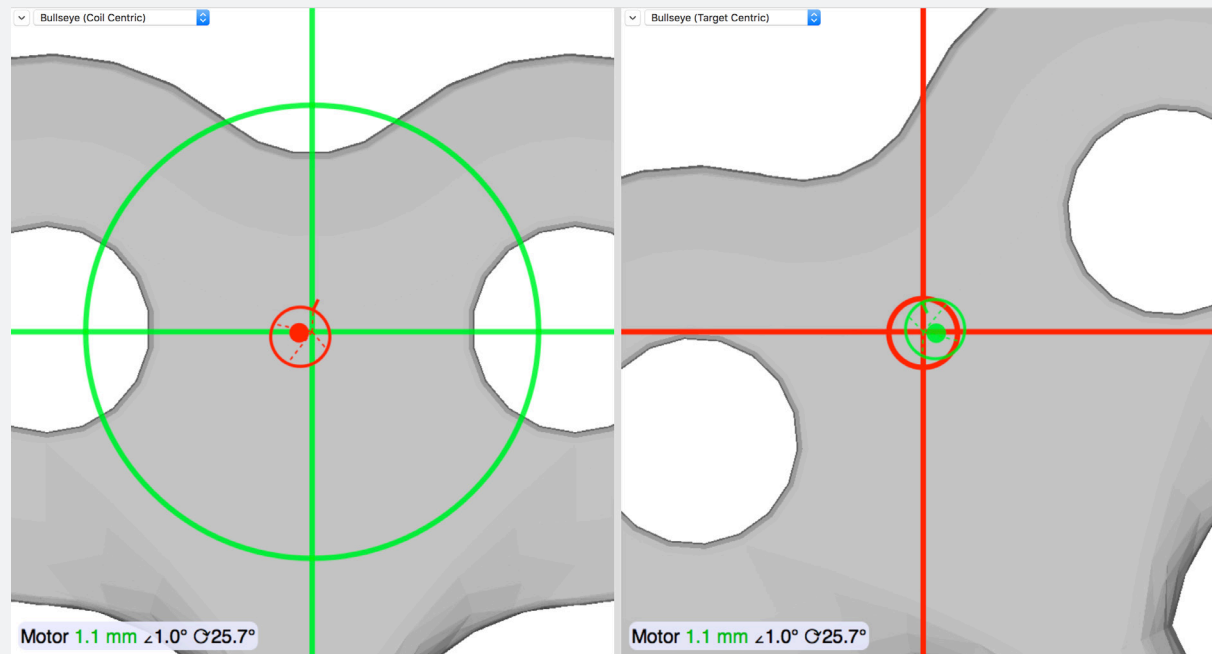 Bullseye (Coil Centric)
Bullseye (Target Centric)
Motor 1.1 mm ∠1.0° ⟳25.7°
Motor 1.1 mm ∠1.0° ⟳25.7°